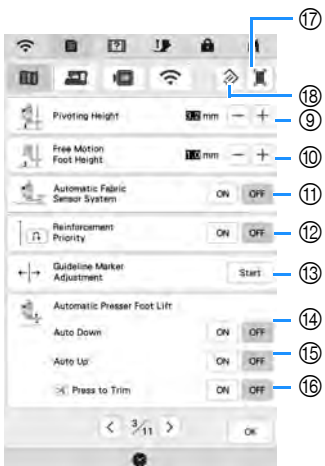 ⑰
⑱
Pivoting Height
mm
- +
⑨
Free Motion
Foot Height
mm
- +
⑩
Automatic Fabric
Sensor System
ON OFF
⑪
Reinforcement
Priority
ON OFF
⑫
Guideline Marker
Adjustment
Start
⑬
Automatic Presser Foot Lift
⑭
Auto Down
ON OFF
⑮
Auto Up
ON OFF
⑯
Press to Trim
ON OFF
< 3/11 >
OK